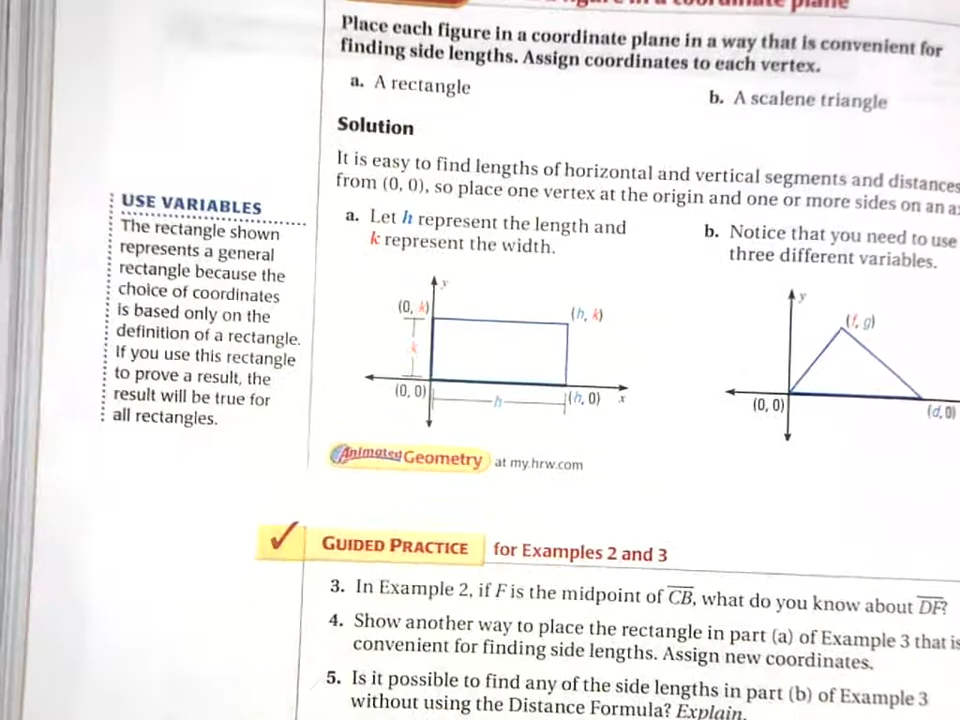 plane
Place each figure in a coordinate plane in a way that is convenient for
finding side lengths. Assign coordinates to each vertex.
a. A rectangle
b. A scalene triangle
Solution
It is easy to find lengths of horizontal and vertical segments and distances
from (0, 0), so place one vertex at the origin and one or more sides on an
USE VARIABLES
The rectangle shown
represents a general
rectangle because the
choice of coordinates
is based only on the
definition of a rectangle.
If you use this rectangle
to prove a result, the
result will be true for
all rectangles.
a. Let h represent the length and
k represent the width.
y
(0, k)
(h, k)
k
(0, 0)
h
(h, 0)
x
b. Notice that you need to use
three different variables.
y
(f, g)
(0, 0)
(d, 0)
Animated Geometry at my.hrw.com
✓ GUIDED PRACTICE for Examples 2 and 3
3. In Example 2, if F is the midpoint of C̅B̅, what do you know about D̅F̅?
4. Show another way to place the rectangle in part (a) of Example 3 that is
convenient for finding side lengths. Assign new coordinates.
5. Is it possible to find any of the side lengths in part (b) of Example 3
without using the Distance Formula? Explain.